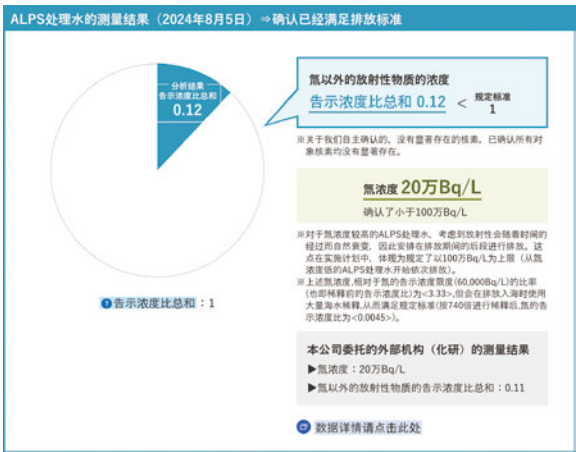 ALPS处理水的测量结果（2024年8月5日）⇒确认已经满足排放标准
分析结果
告示浓度比总和
0.12
❶告示浓度比总和：1
氚以外的放射性物质的浓度
告示浓度比总和 0.12 < 规定标准
1
※关于我们自主确认的，没有显著存在的核素，已确认所有对
象核素均没有显著存在。
氚浓度 20万Bq/L
确认了小于100万Bq/L
※对于氚浓度较高的ALPS处理水，考虑到放射性会随着时间的
经过而自然衰变，因此安排在排放期间的后段进行排放。这
点在实施计划中，体现为规定了以100万Bq/L为上限（从氚
浓度低的ALPS处理水开始依次排放）。
※上述氚浓度,相对于氚的告示浓度限度(60,000Bq/L)的比率
(也即稀释前的告示浓度比)为<3.33>,但会在排放入海时使用
大量海水稀释,从而满足规定标准(按740倍进行稀释后,氚的告
示浓度比为<0.0045>)。
本公司委托的外部机构（化研）的测量结果
▶氚浓度：20万Bq/L
▶氚以外的放射性物质的告示浓度比总和：0.11
数据详情请点击此处